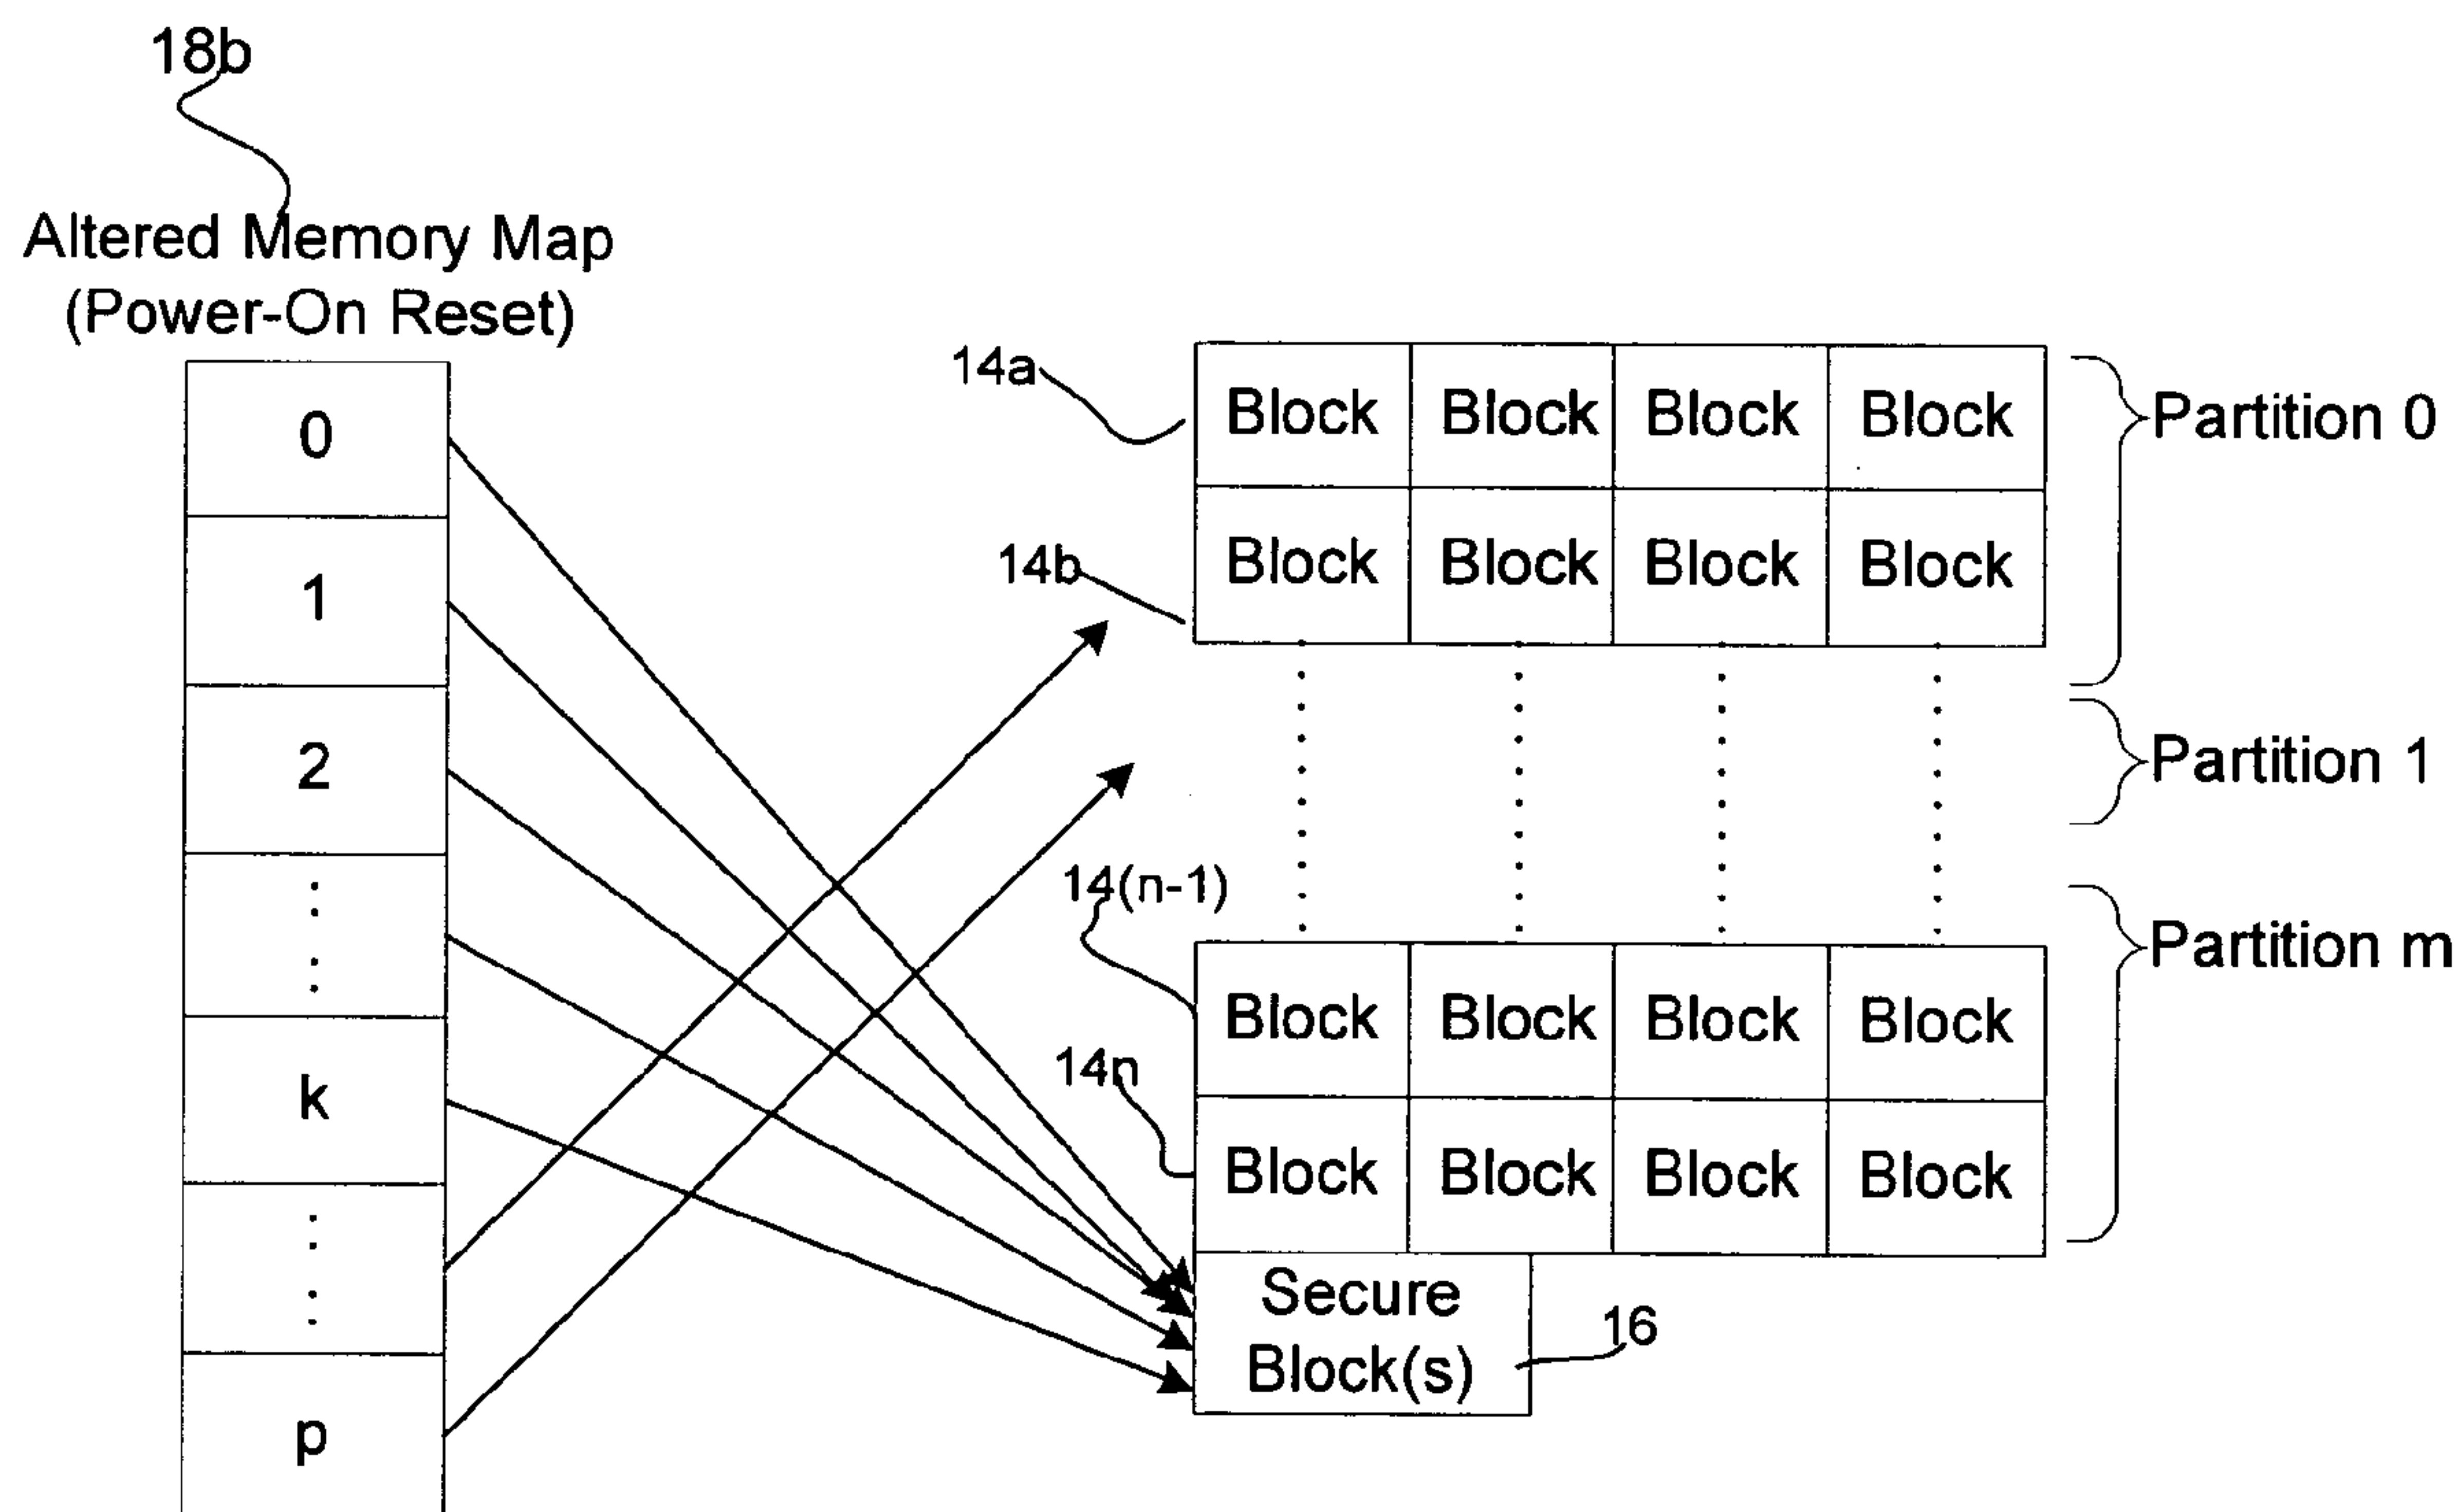 18b
Altered Memory Map
(Power-On Reset)
0
1
2
k
p
14a
Block Block Block Block
Partition 0
14b
Block Block Block Block
Partition 1
14(n-1)
Partition m
Block Block Block Block
14n
Block Block Block Block
Secure
Block(s)
16